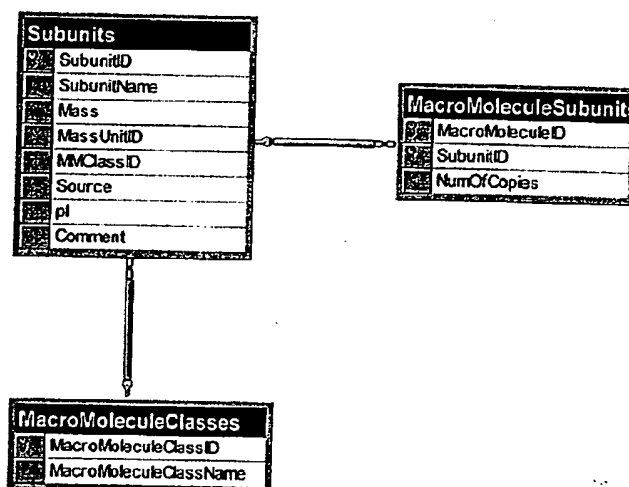 Subunits
SubunitID
SubunitName
Mass
MassUnitID
MMClassID
Source
pI
Comment
MacroMoleculeSubunits
MacroMoleculeID
SubunitID
NumOfCopies
MacroMoleculeClasses
MacroMoleculeClassID
MacroMoleculeClassName